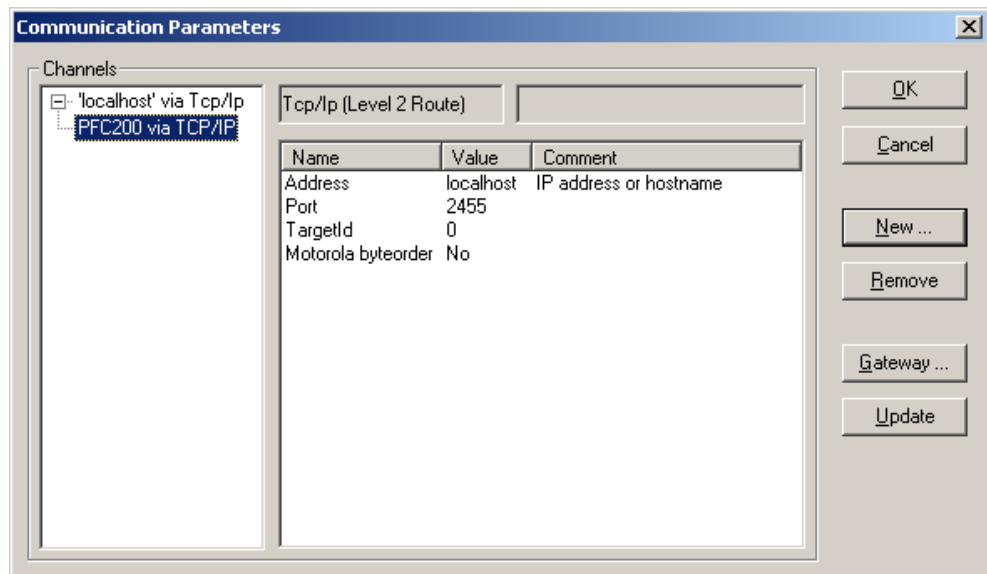 Communication Parameters
Channels
'localhost' via Tcp/Ip
PFC200 via TCP/IP
Tcp/Ip (Level 2 Route)
Name Value Comment
Address localhost IP address or hostname
Port 2455
TargetId 0
Motorola byteorder No
OK
Cancel
New ...
Remove
Gateway ...
Update